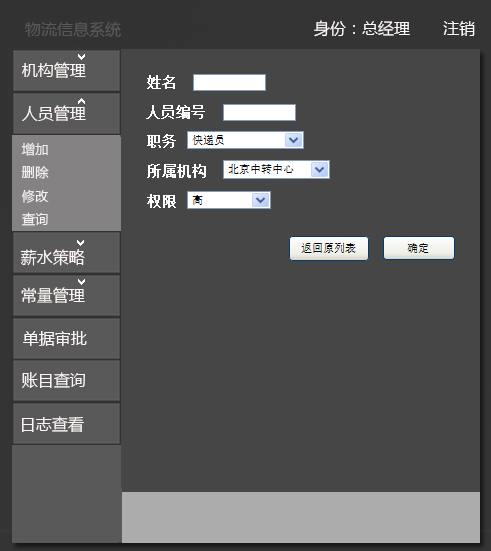 物流信息系统
身份：总经理 注销
机构管理
人员管理
增加
删除
修改
查询
薪水策略
常量管理
单据审批
账目查询
日志查看
姓名
人员编号
职务 快递员
所属机构 北京中转中心
权限 高
返回原列表 确定